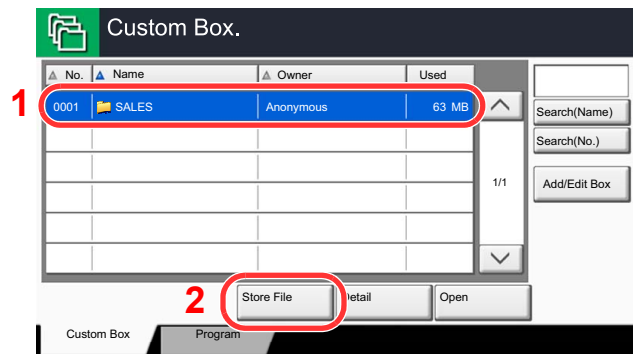 Custom Box.
No. Name Owner Used
1 0001 SALES Anonymous 63 MB
Search(Name)
Search(No.)
1/1 Add/Edit Box
2 Store File Detail Open
Custom Box Program